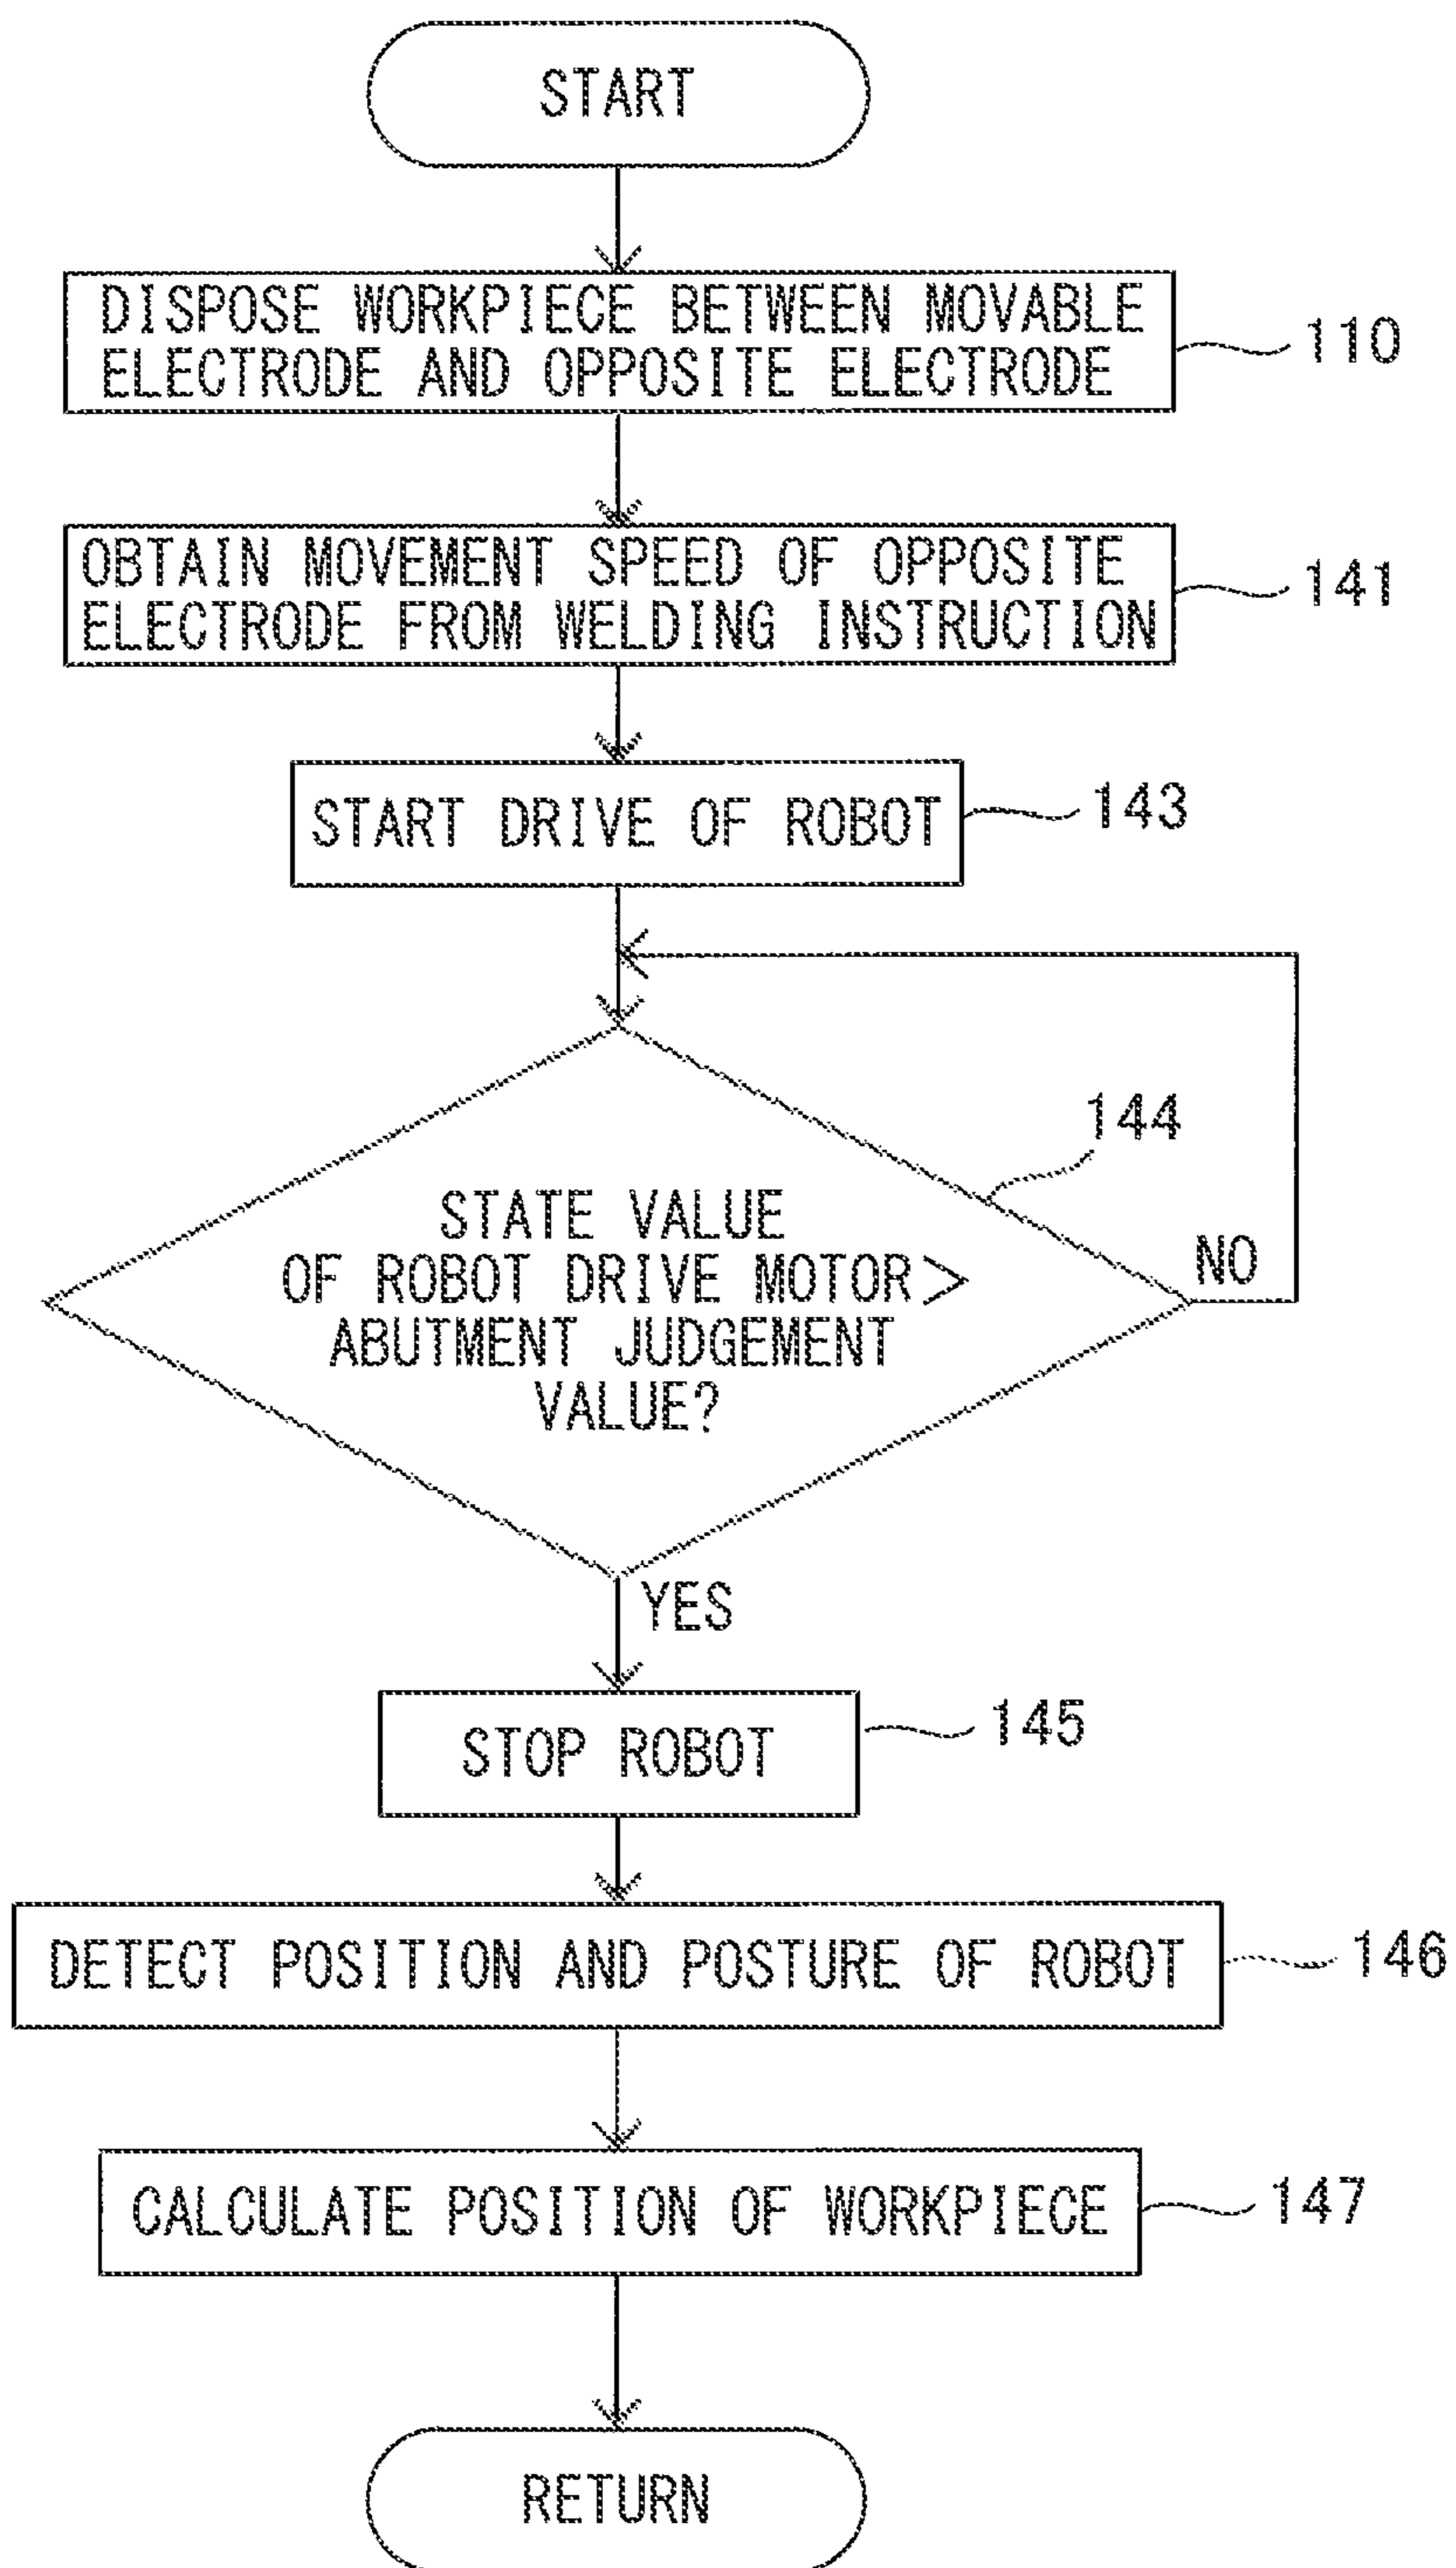 START
DISPOSE WORKPIECE BETWEEN MOVABLE
ELECTRODE AND OPPOSITE ELECTRODE
110
OBTAIN MOVEMENT SPEED OF OPPOSITE
ELECTRODE FROM WELDING INSTRUCTION
141
START DRIVE OF ROBOT
143
144
STATE VALUE
OF ROBOT DRIVE MOTOR >
ABUTMENT JUDGEMENT
VALUE?
NO
YES
STOP ROBOT
145
DETECT POSITION AND POSTURE OF ROBOT
146
CALCULATE POSITION OF WORKPIECE
147
RETURN